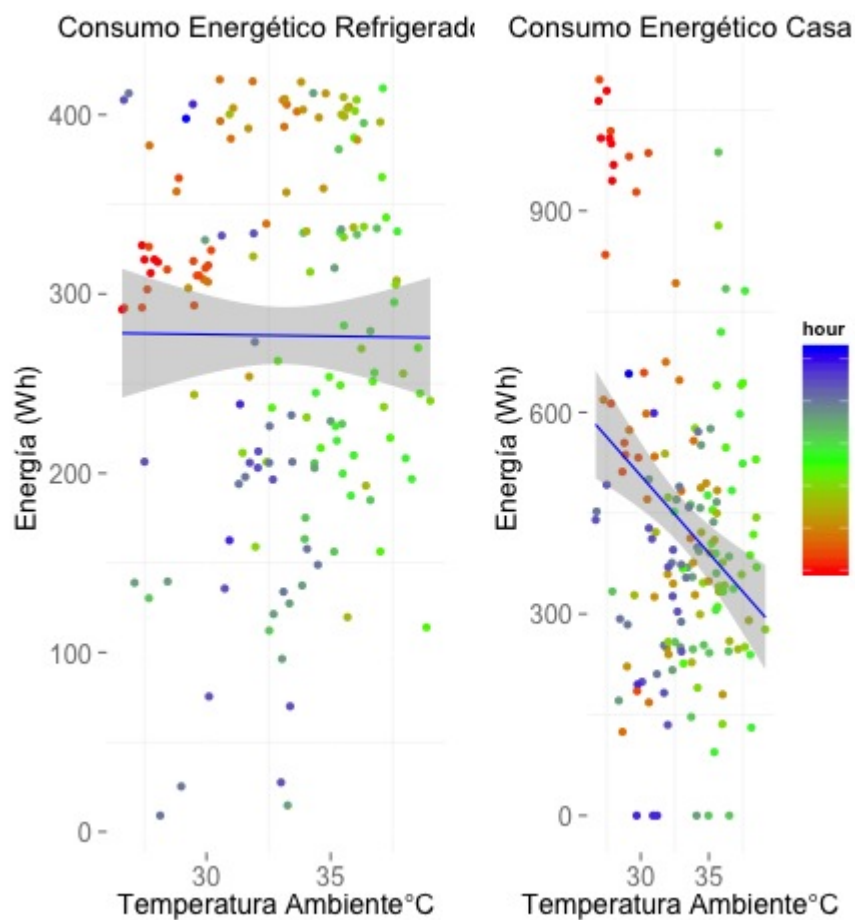 Consumo Energético Refrigerado
Consumo Energético Casa
Energía (Wh)
400
300
200
100
0
30
35
Temperatura Ambiente°C
Energía (Wh)
900
600
300
0
30
35
Temperatura Ambiente°C
hour